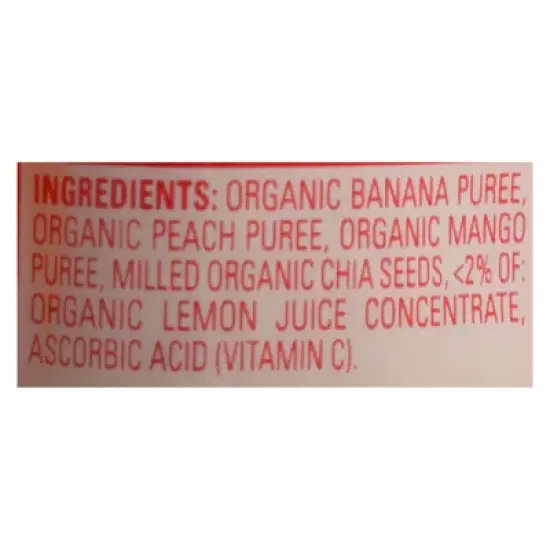 INGREDIENTS: ORGANIC BANANA PUREE,
ORGANIC PEACH PUREE, ORGANIC MANGO
PUREE, MILLED ORGANIC CHIA SEEDS, <2% OF:
ORGANIC LEMON JUICE CONCENTRATE,
ASCORBIC ACID (VITAMIN C).